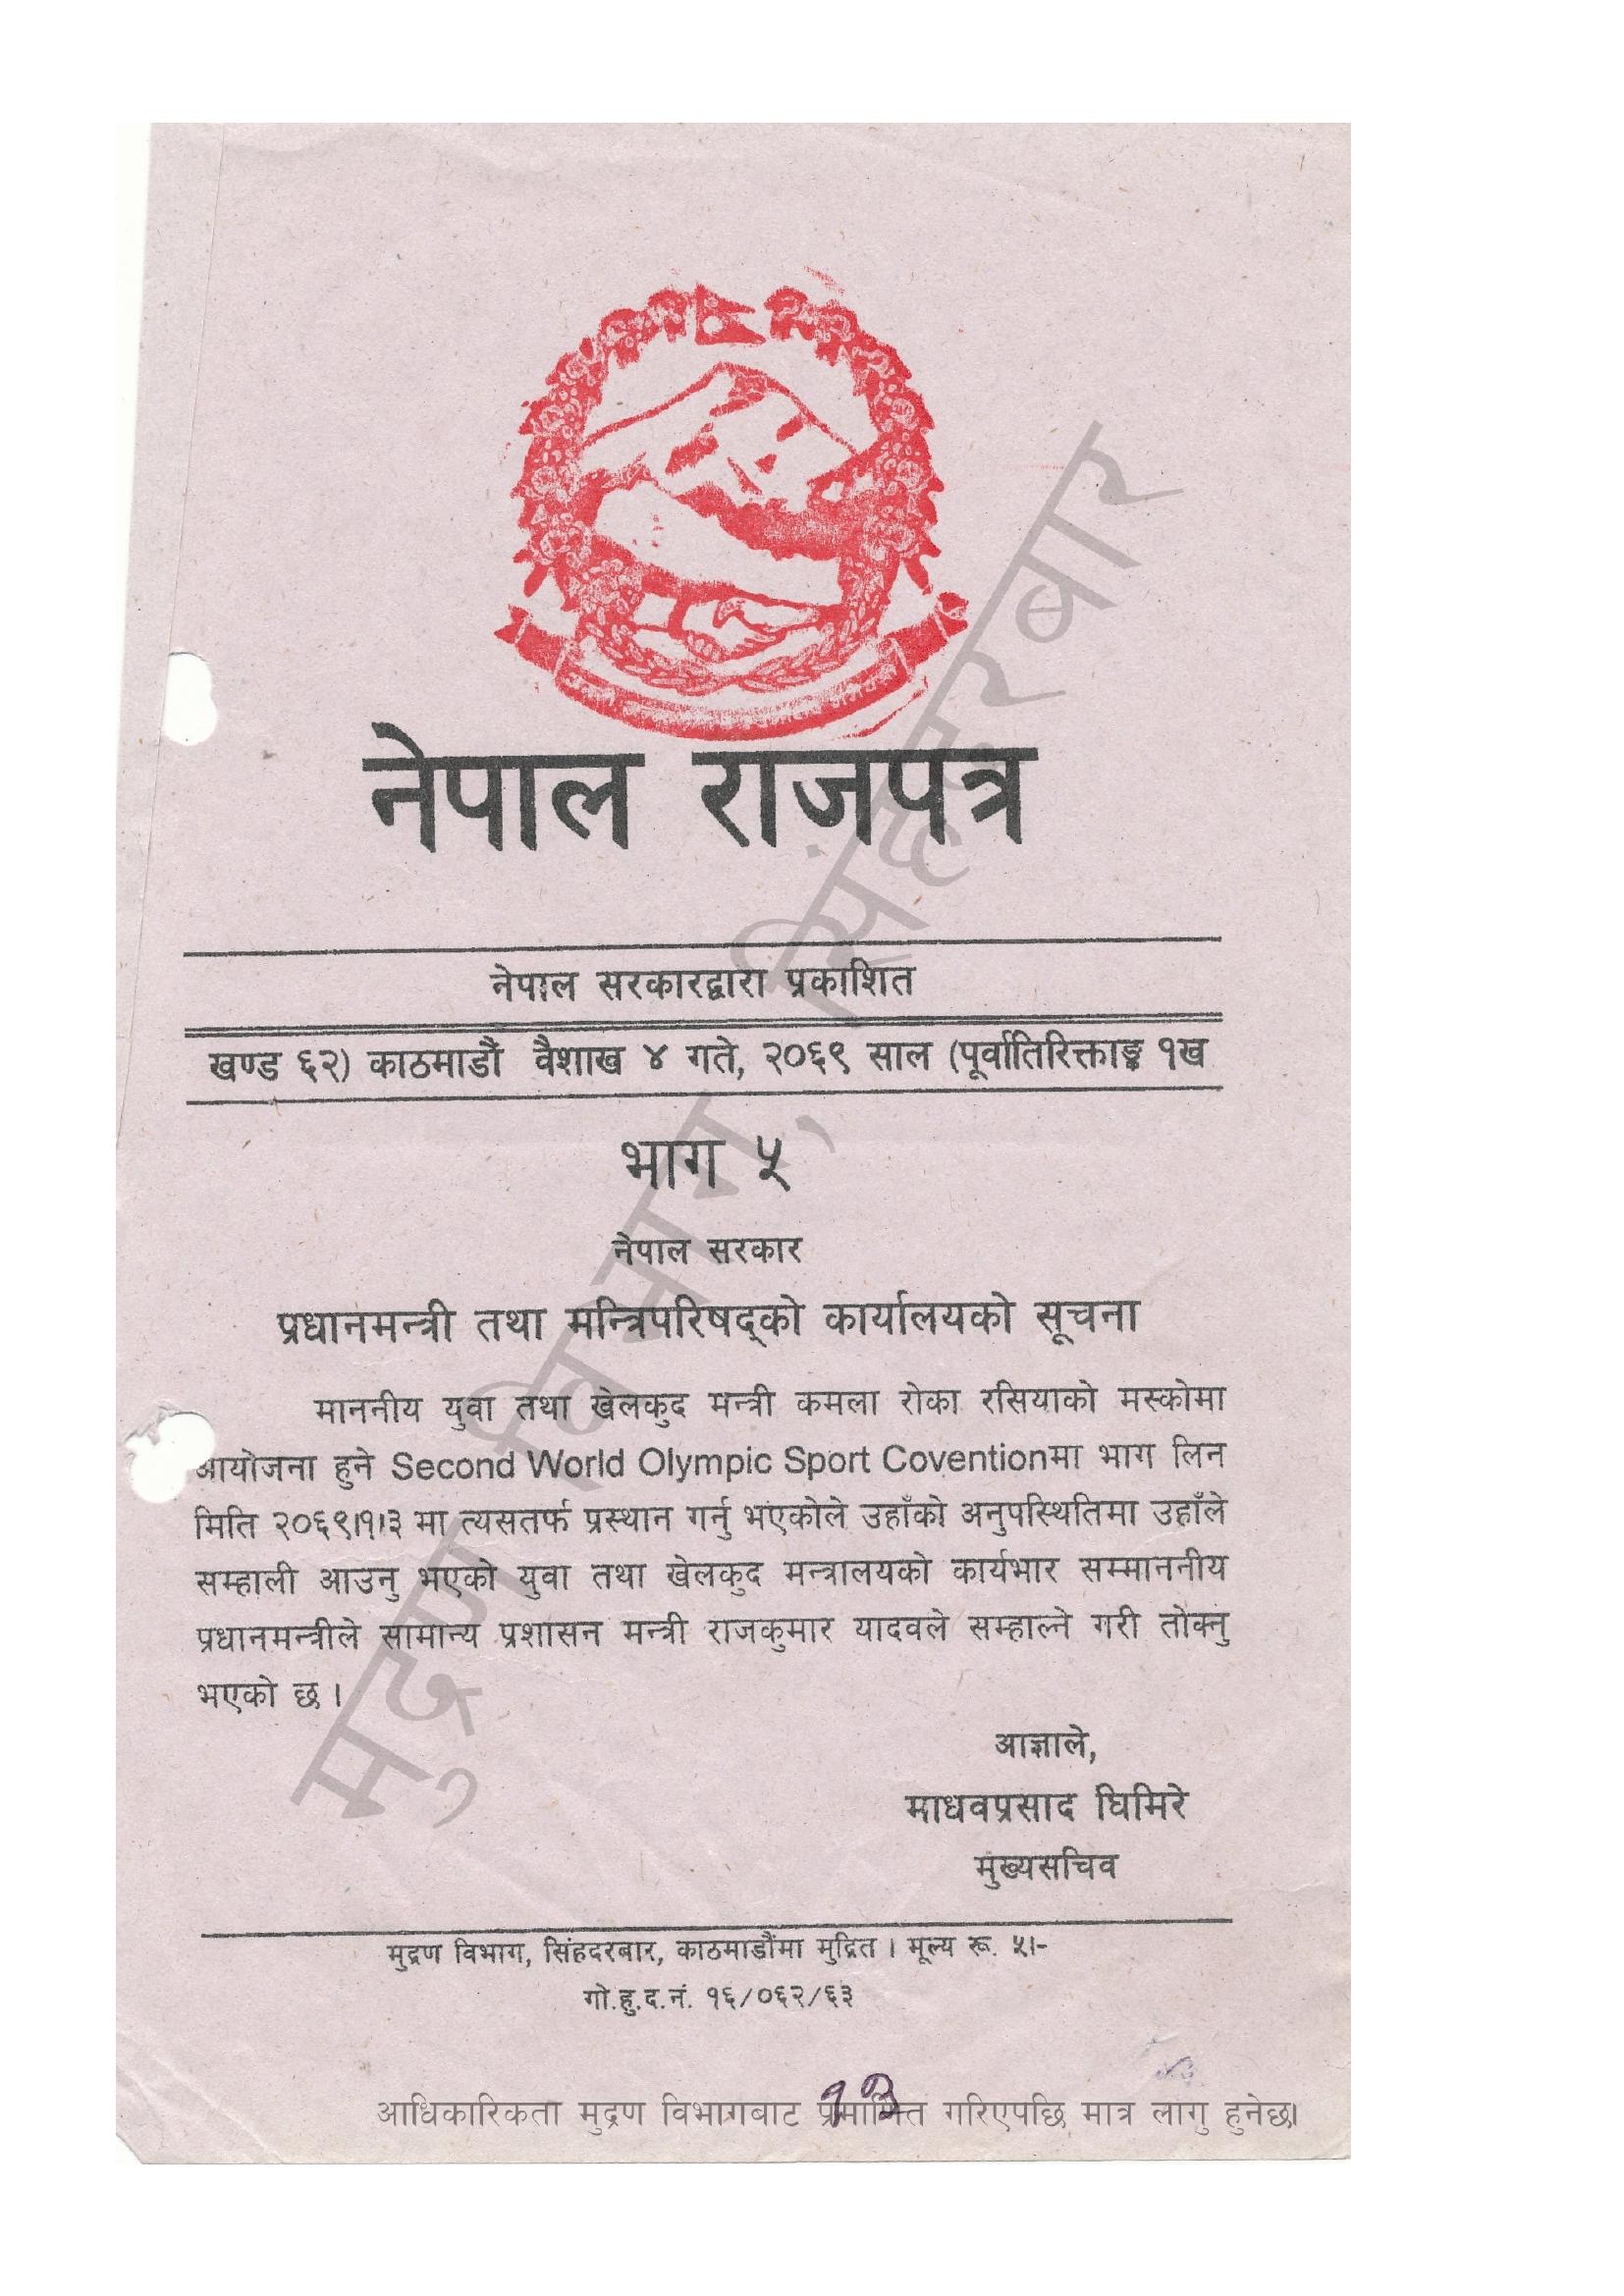 नेपाल राजपत्र
नेपाल सरकारद्वारा प्रकाशित
खण्ड ६२) काठमाडौं वैशाख ४ गते, २०६९ साल (पूर्वातिरिक्ताङ्क १ख
भाग ५
नेपाल सरकार
प्रधानमन्त्री तथा मन्त्रिपरिषद्को कार्यालयको सूचना
माननीय युवा तथा खेलकुद मन्त्री कमला रोका रसियाको मस्कोमा
आयोजना हुने Second World Olympic Sport Coventionमा भाग लिन
मिति २०६९।१।३ मा त्यसतर्फ प्रस्थान गर्नु भएकोले उहाँको अनुपस्थितिमा उहाँले
सम्हाली आउनु भएको युवा तथा खेलकुद मन्त्रालयको कार्यभार सम्माननीय
प्रधानमन्त्रीले सामान्य प्रशासन मन्त्री राजकुमार यादवले सम्हाल्ने गरी तोक्नु
भएको छ ।
आज्ञाले,
माधवप्रसाद घिमिरे
मुख्यसचिव
मुद्रण विभाग, सिंहदरबार, काठमाडौंमा मुद्रित । मूल्य रू. ५।-
गो.हु.द.नं. १६/०६२/६३
१३
आधिकारिकता मुद्रण विभागबाट प्रमाणित गरिएपछि मात्र लागु हुनेछ।
मुद्रण विभाग, सिंहदरबार